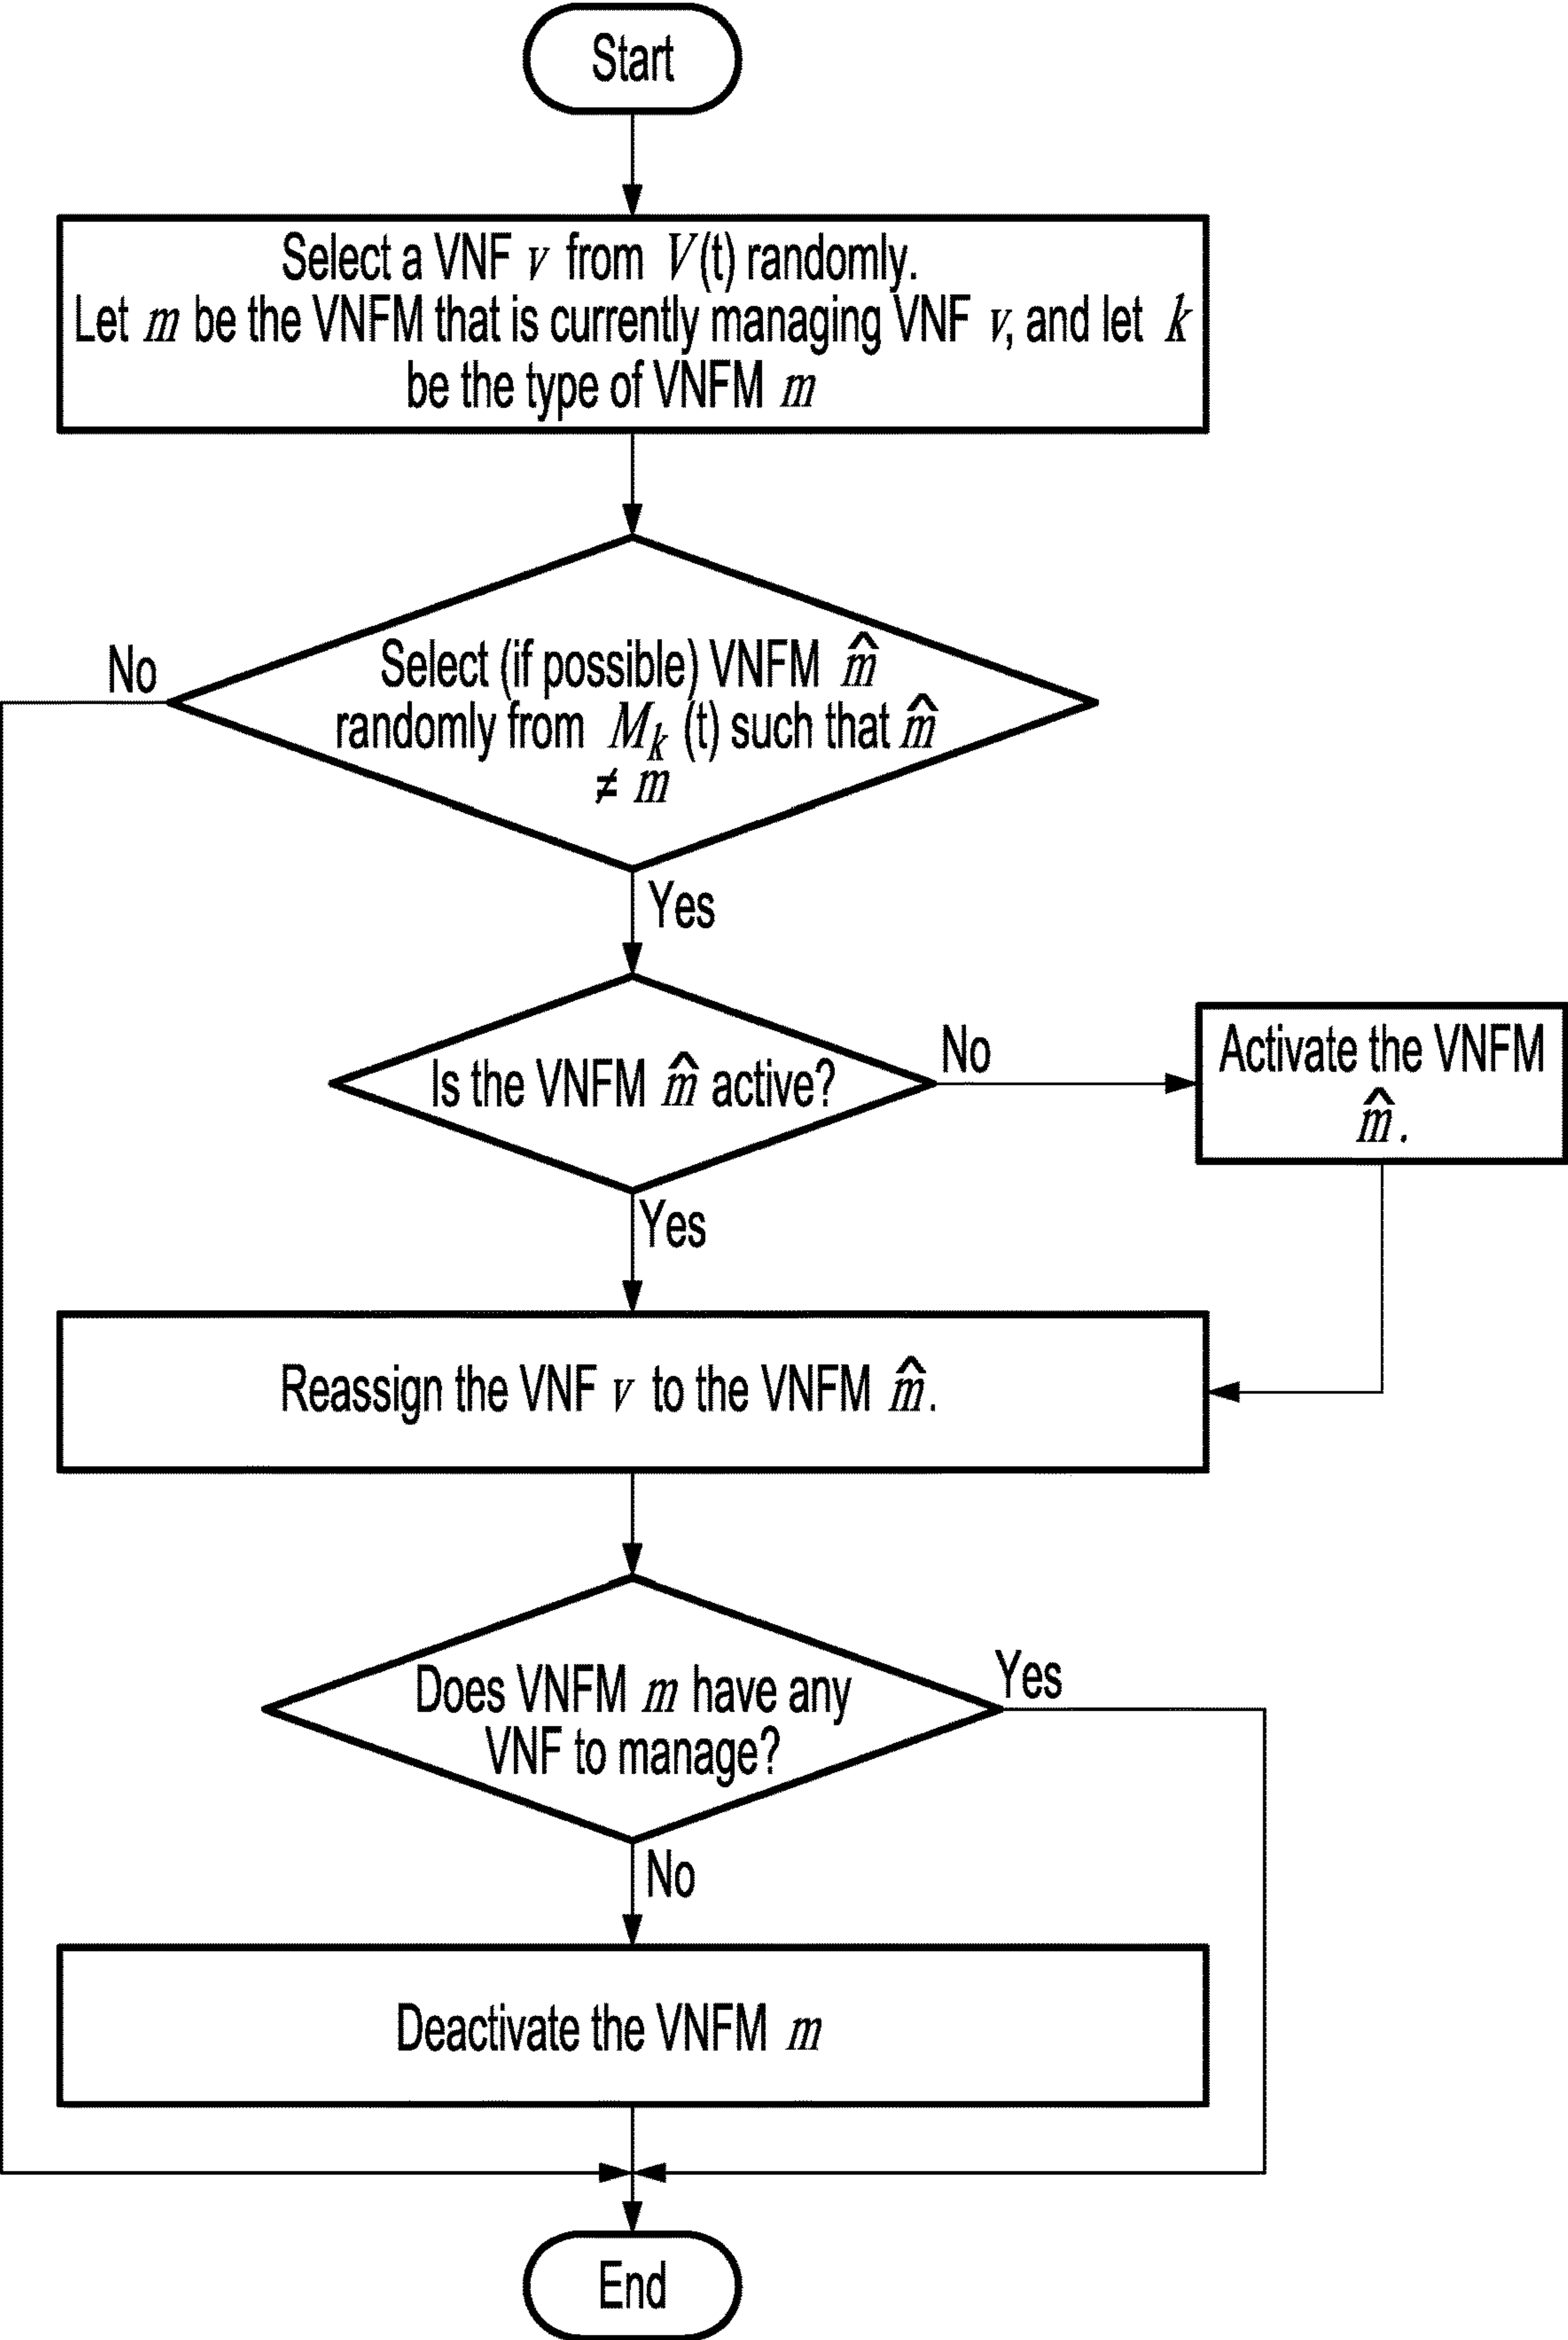 Start
Select a VNF v from V(t) randomly.
Let m be the VNFM that is currently managing VNF v, and let k
be the type of VNFM m
No
Select (if possible) VNFM m̂
randomly from Mₖ (t) such that m̂
≠ m
Yes
Is the VNFM m̂ active?
No
Activate the VNFM
m̂.
Yes
Reassign the VNF v to the VNFM m̂.
Does VNFM m have any
VNF to manage?
Yes
No
Deactivate the VNFM m
End